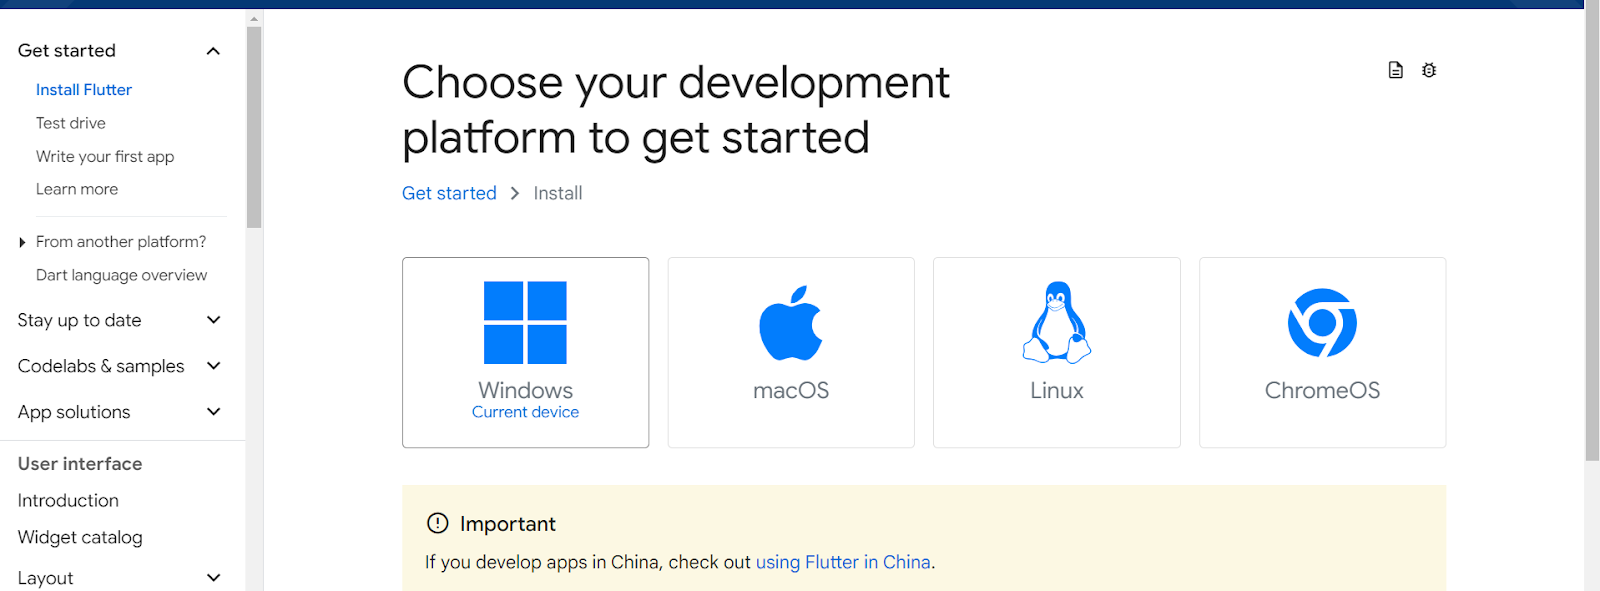 Get started
Install Flutter
Test drive
Write your first app
Learn more
From another platform?
Dart language overview
Stay up to date
Codelabs & samples
App solutions
User interface
Introduction
Widget catalog
Layout
Choose your development
platform to get started
Get started > Install
Windows
Current device
macOS
Linux
ChromeOS
Important
If you develop apps in China, check out using Flutter in China.